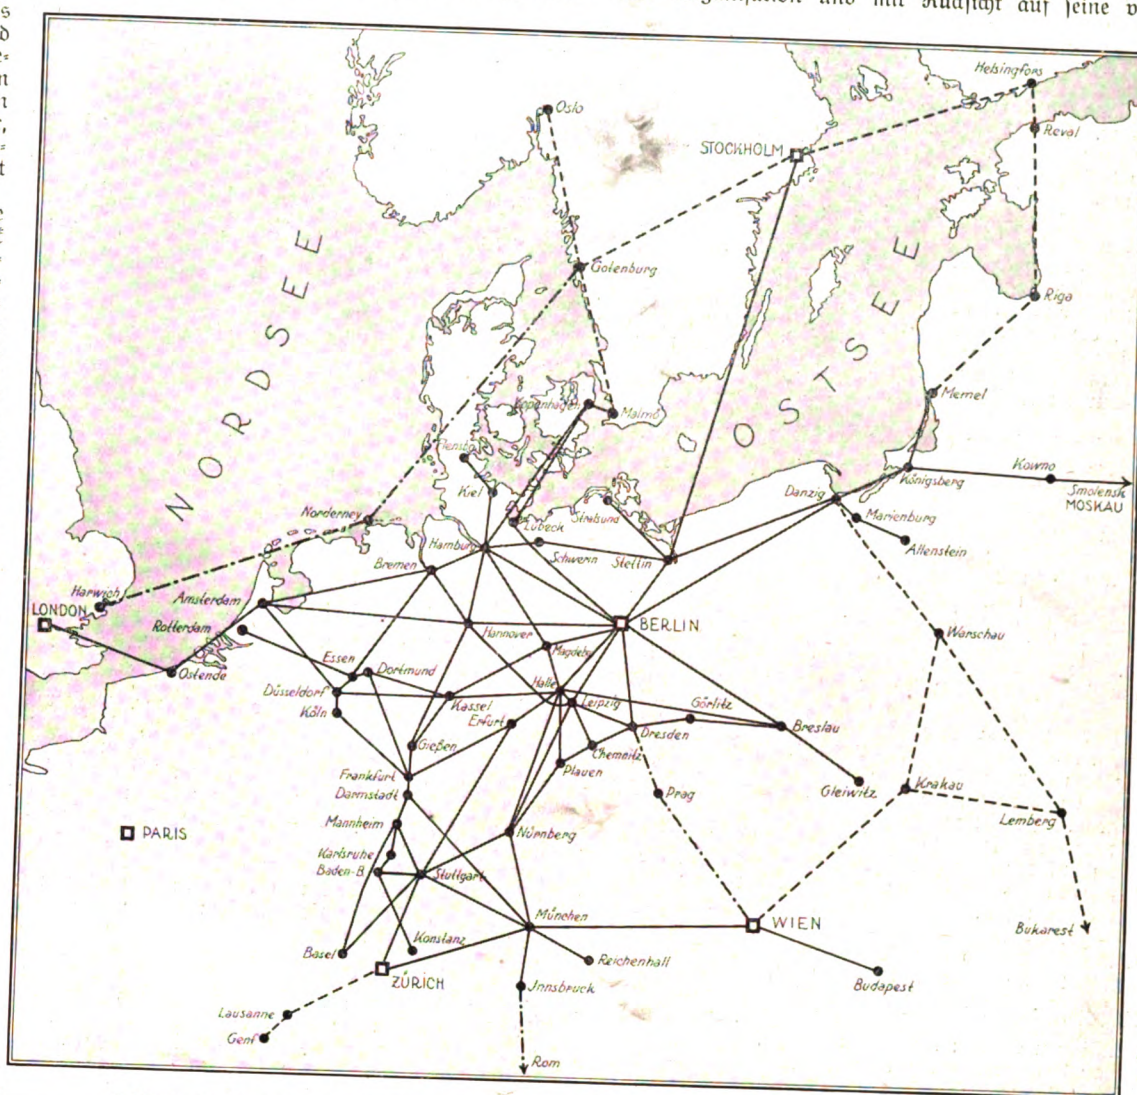 und mit Rücksicht auf seine v
s
d
e-
n
n
t
Helsingfors
Oslo
Reval
STOCKHOLM
NORDSEE
Gotenburg
OSTSEE
Riga
Memel
Kopenhagen
Malmö
Flensbg
Kiel
Königsberg
Kowno
Smolensk
MOSKAU
Danzig
Marienburg
Allenstein
Norderney
Lübeck
Stralsund
Hamburg
Schwerin
Stettin
Bremen
Harwich
LONDON
Amsterdam
Rotterdam
Hannover
BERLIN
Warschau
Ostende
Essen
Dortmund
Magdebg
Düsseldorf
Köln
Kassel
Halle
Leipzig
Görlitz
Erfurt
Dresden
Breslau
Gießen
Chemnitz
Frankfurt
Plauen
Darmstadt
Prag
Gleiwitz
Krakau
Lemberg
PARIS
Mannheim
Nürnberg
Karlsruhe
Baden-B.
Stuttgart
München
WIEN
Bukarest
Basel
Konstanz
Reichenhall
ZÜRICH
Budapest
Jnnsbruck
Lausanne
Genf
Rom